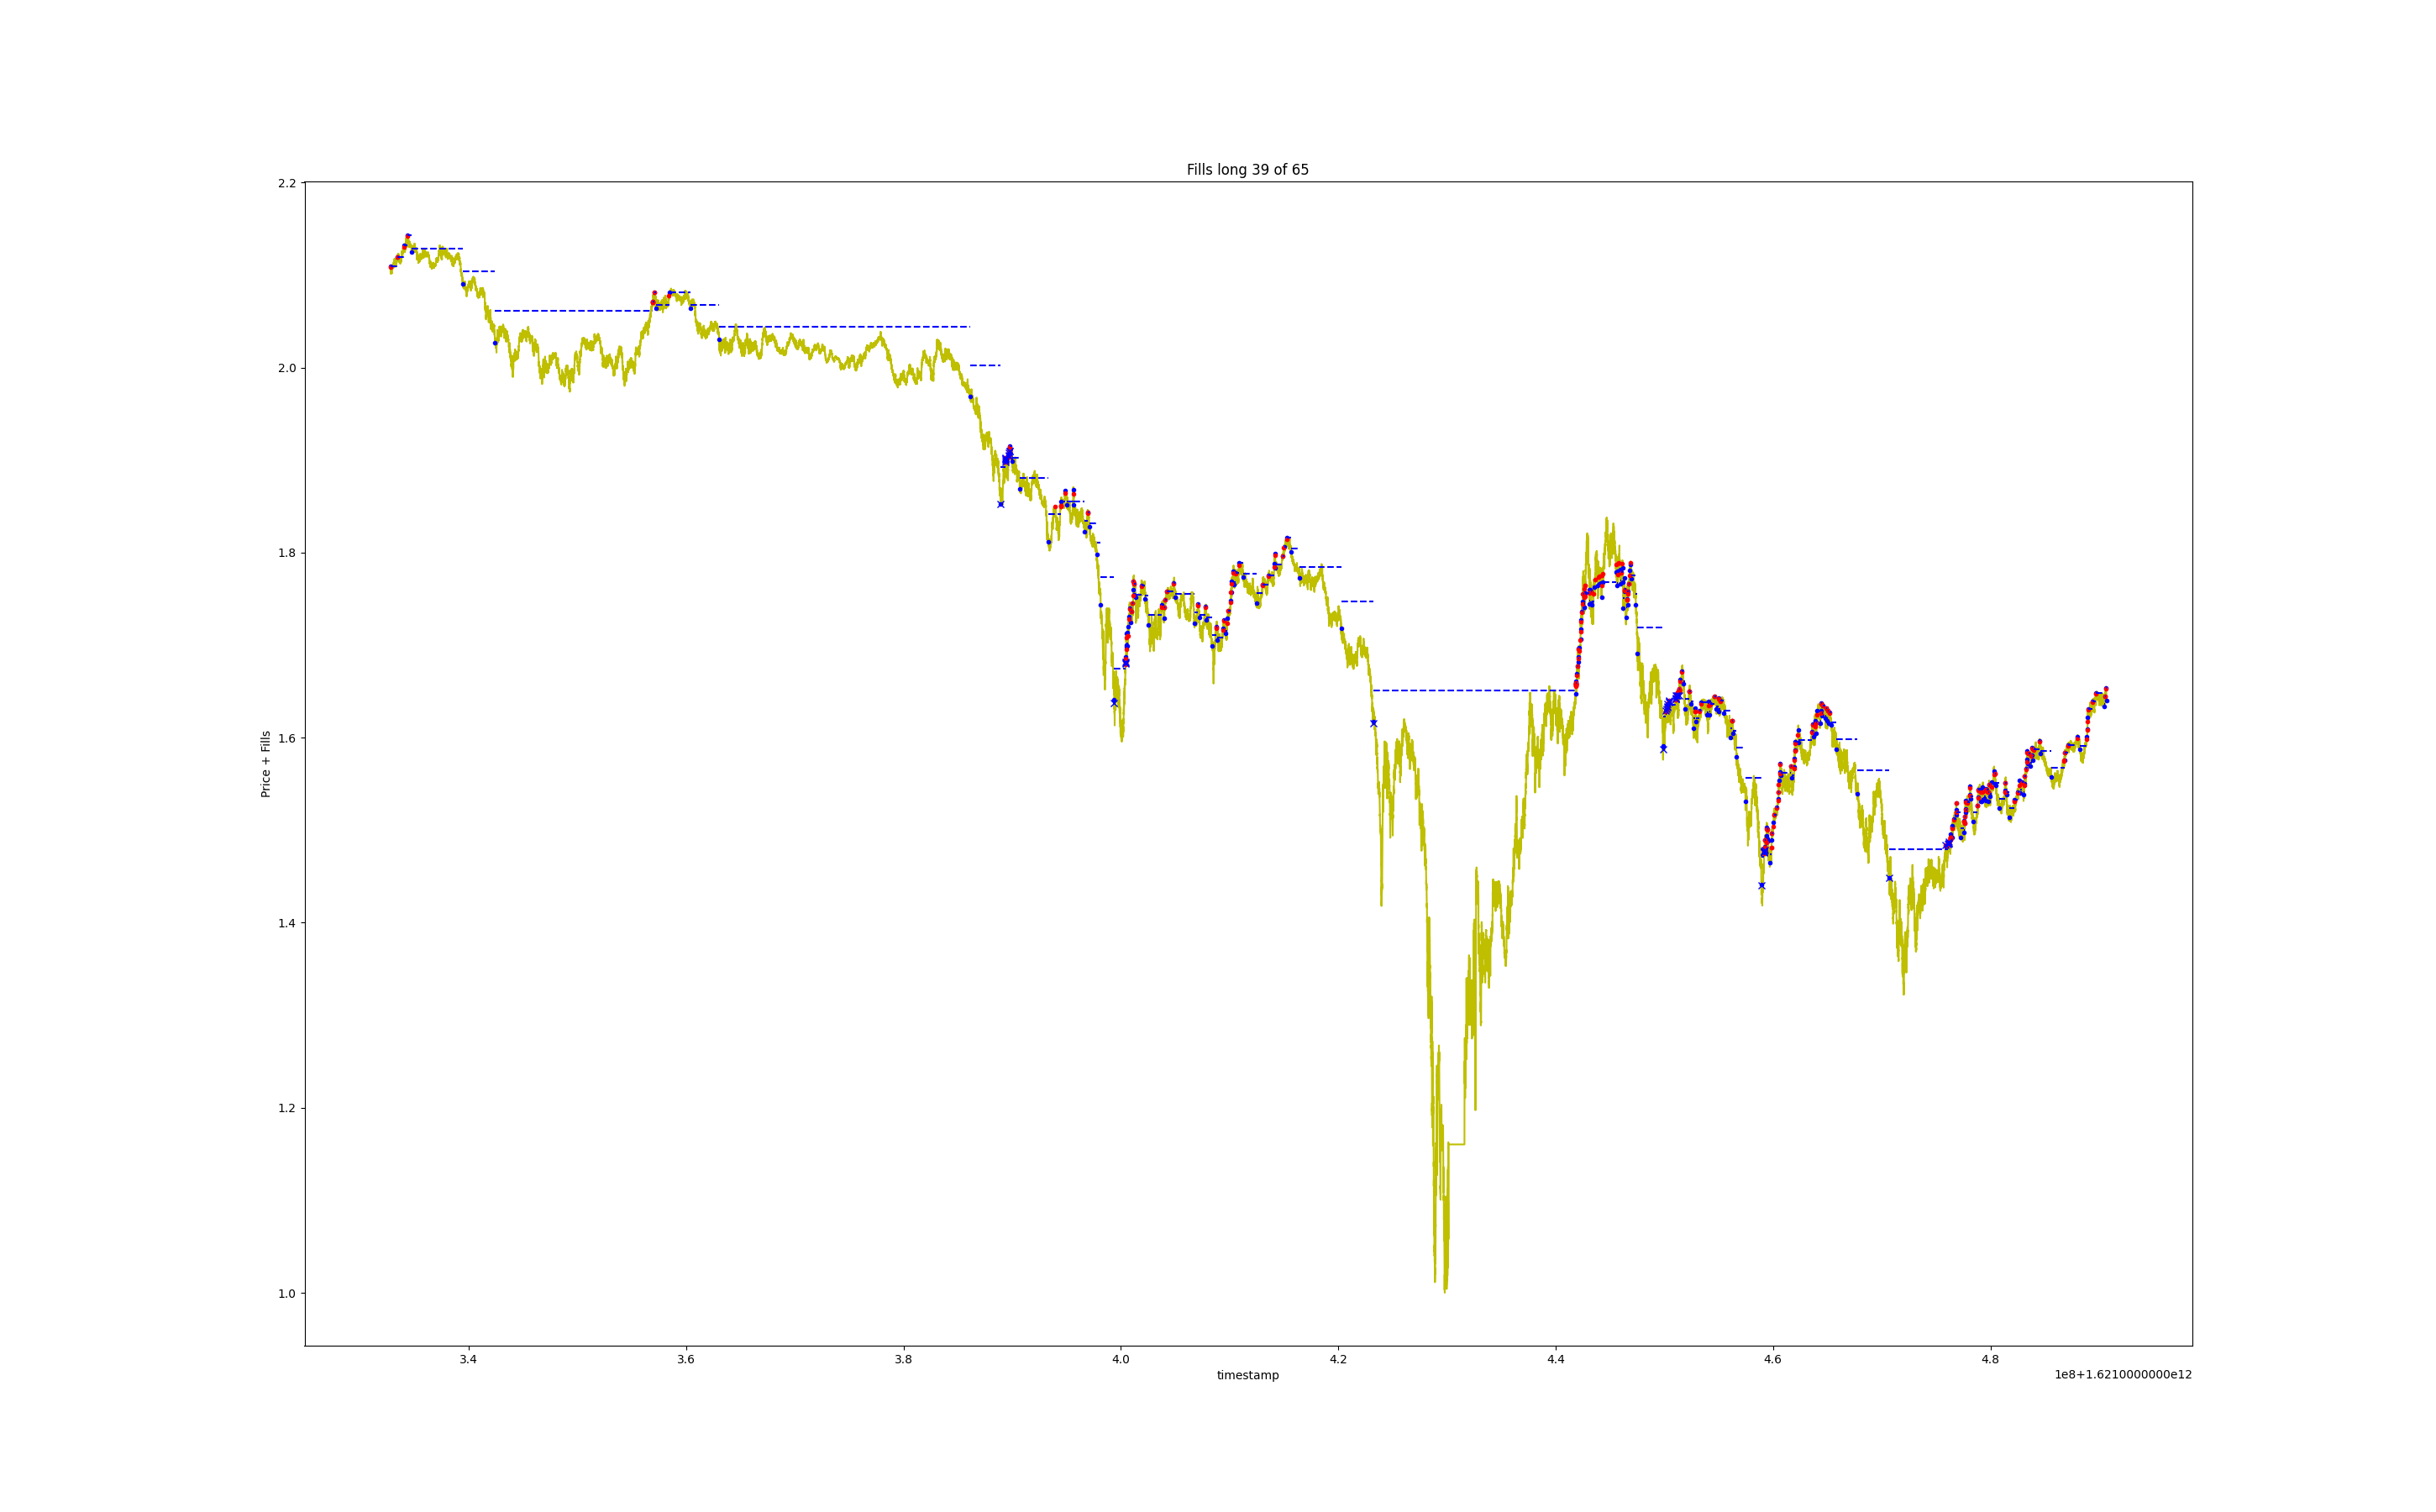 Fills long 39 of 65
2.2
2.0
1.8
1.6
1.4
1.2
1.0
Price + Fills
3.4 3.6 3.8 4.0 4.2 4.4 4.6 4.8
timestamp
1e8+1.6210000000e12